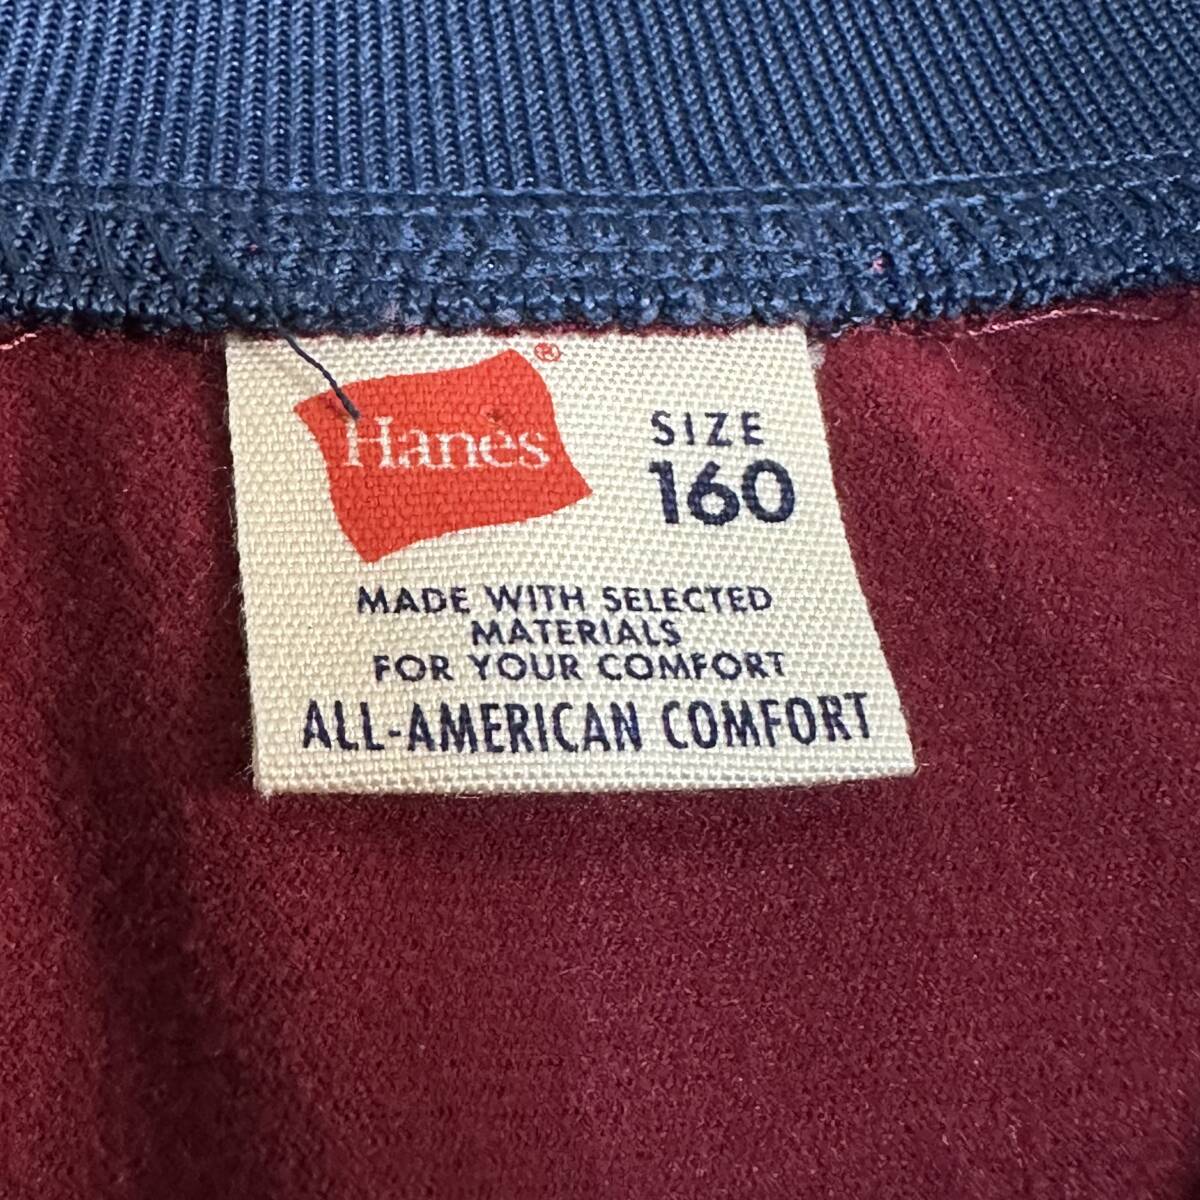 Hanes®
SIZE
160
MADE WITH SELECTED
MATERIALS
FOR YOUR COMFORT
ALL-AMERICAN COMFORT